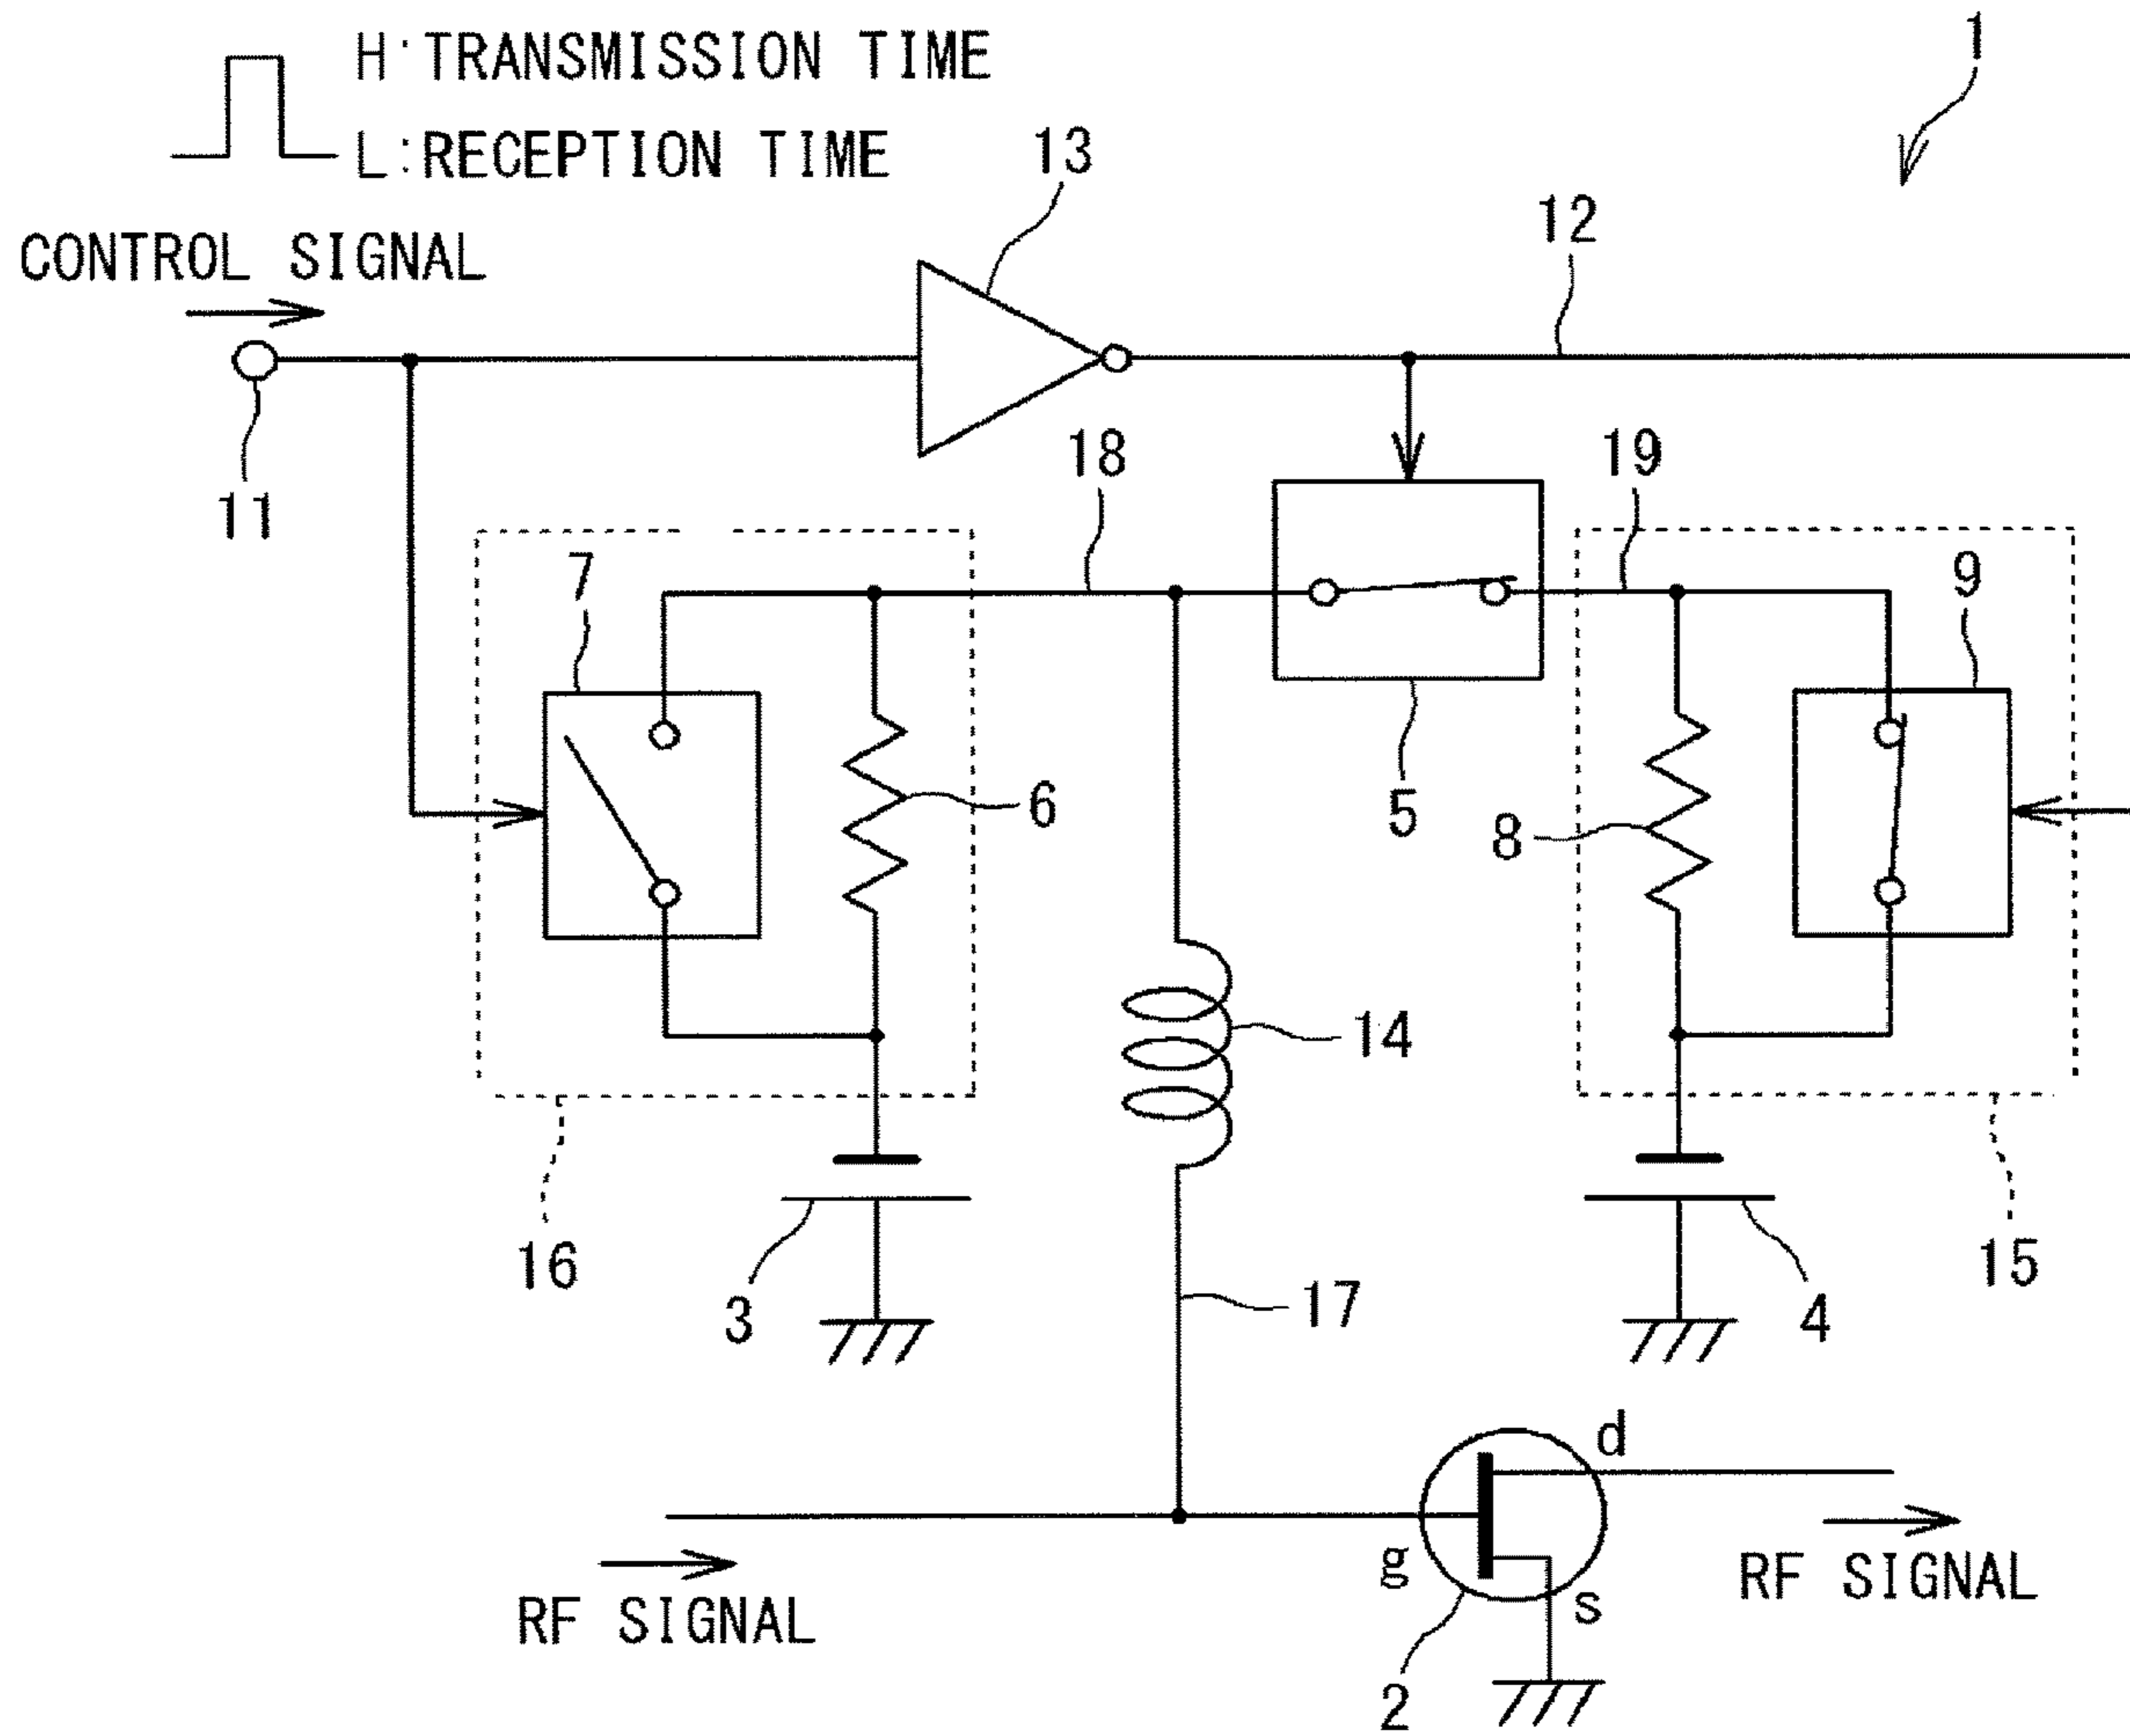 1
H:TRANSMISSION TIME
L:RECEPTION TIME
13
12
CONTROL SIGNAL
11
18
19
7
9
6
5
8
14
16
3
17
15
4
d
g
s
RF SIGNAL
RF SIGNAL
2